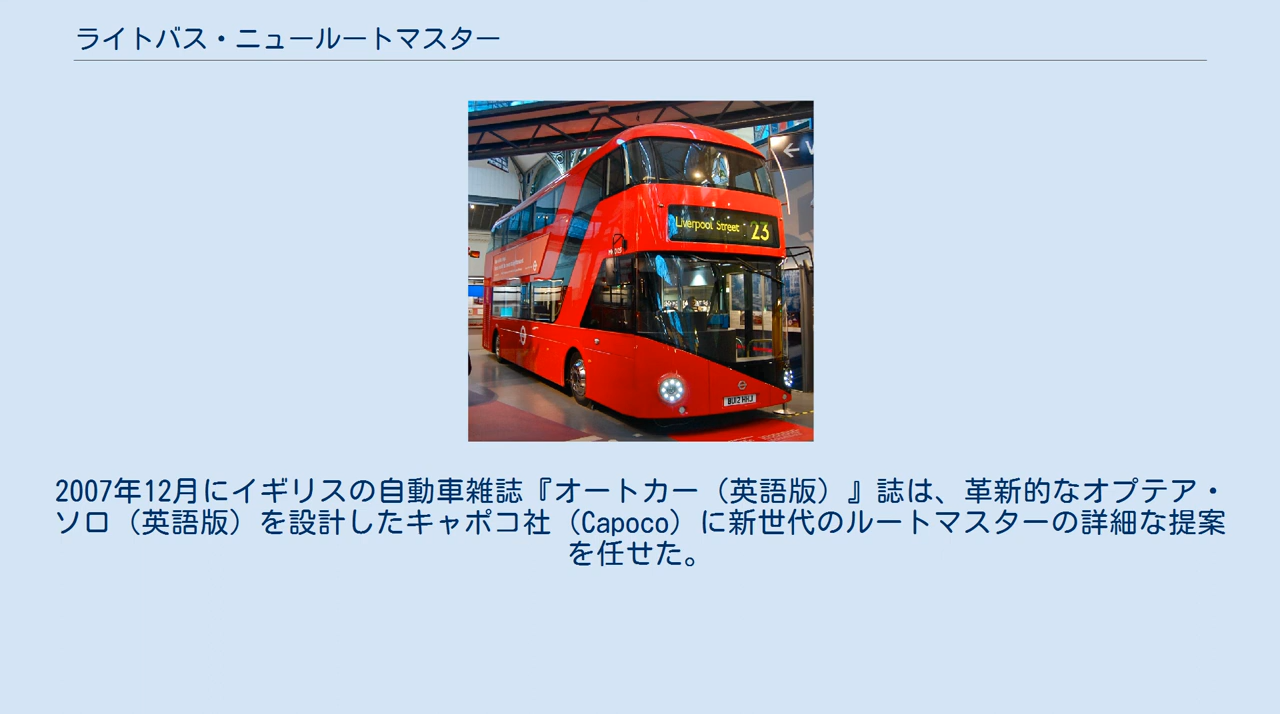 ライトバス・ニュールートマスター
Liverpool Street 23
BU12 HHJ
2007年12月にイギリスの自動車雑誌『オートカー（英語版）』誌は、革新的なオプテア・
ソロ（英語版）を設計したキャポコ社（Capoco）に新世代のルートマスターの詳細な提案
を任せた。